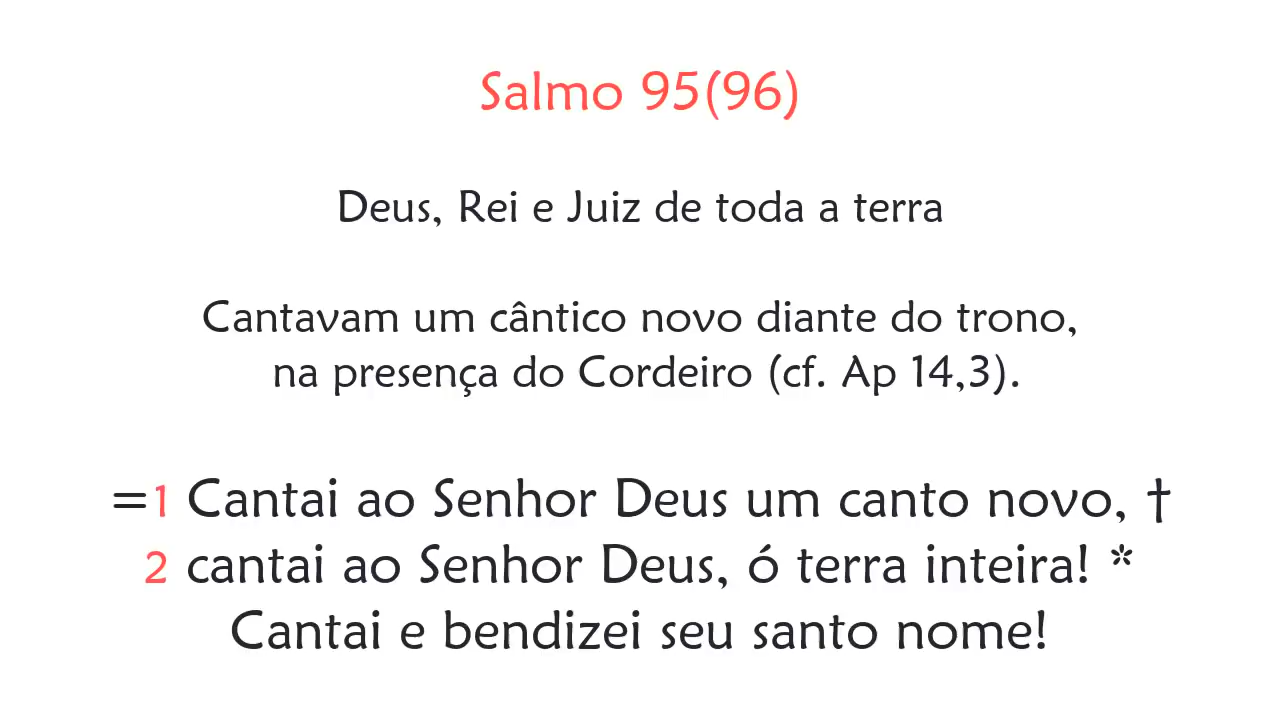 Salmo 95(96)
Deus, Rei e Juiz de toda a terra
Cantavam um cântico novo diante do trono,
na presença do Cordeiro (cf. Ap 14,3).
=1 Cantai ao Senhor Deus um canto novo, †
2 cantai ao Senhor Deus, ó terra inteira! *
Cantai e bendizei seu santo nome!